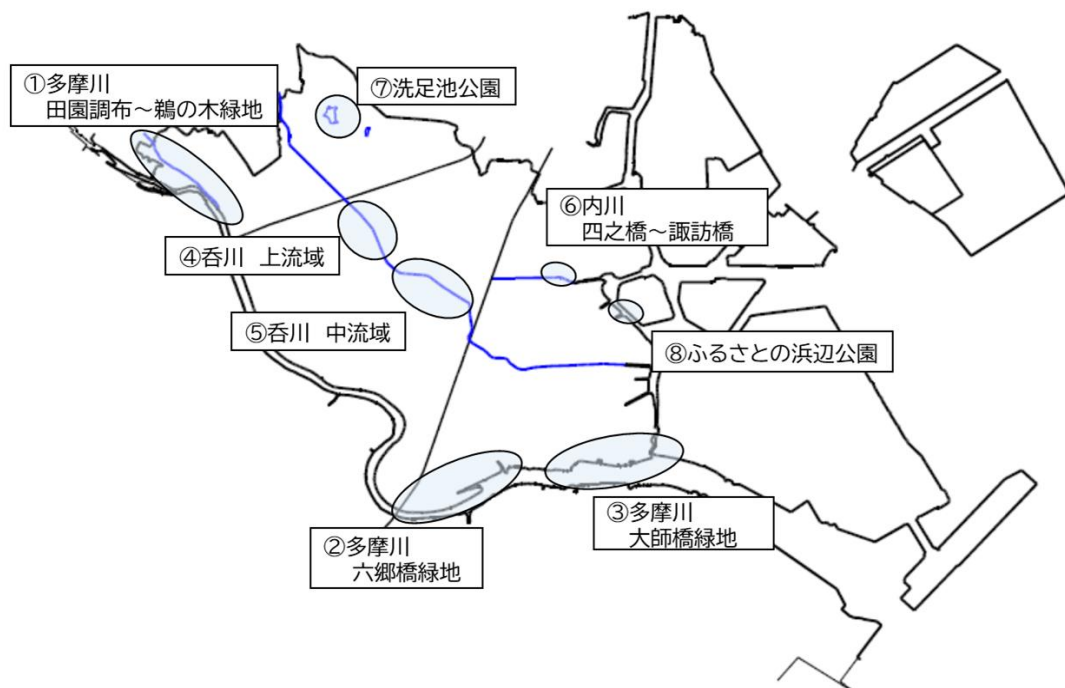 ①多摩川
田園調布～鵜の木緑地
⑦洗足池公園
⑥内川
四之橋～諏訪橋
④呑川 上流域
⑤呑川 中流域
⑧ふるさとの浜辺公園
③多摩川
大師橋緑地
②多摩川
六郷橋緑地